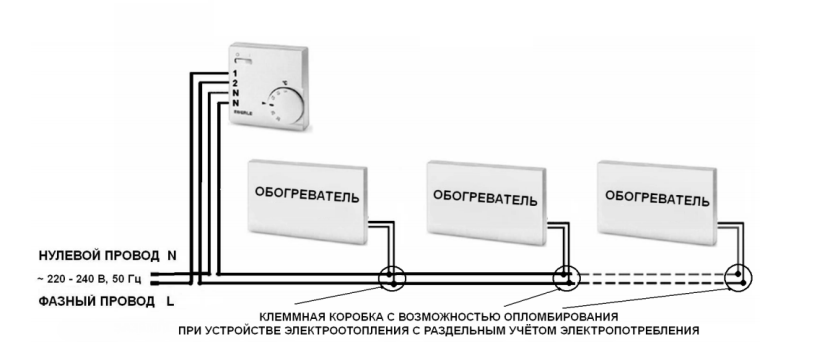 1
2
N
N
EBERLE
°C
ОБОГРЕВАТЕЛЬ
ОБОГРЕВАТЕЛЬ
ОБОГРЕВАТЕЛЬ
НУЛЕВОЙ ПРОВОД N
~ 220 - 240 В, 50 Гц
ФАЗНЫЙ ПРОВОД L
КЛЕММНАЯ КОРОБКА С ВОЗМОЖНОСТЬЮ ОПЛОМБИРОВАНИЯ
ПРИ УСТРОЙСТВЕ ЭЛЕКТРООТОПЛЕНИЯ С РАЗДЕЛЬНЫМ УЧЁТОМ ЭЛЕКТРОПОТРЕБЛЕНИЯ